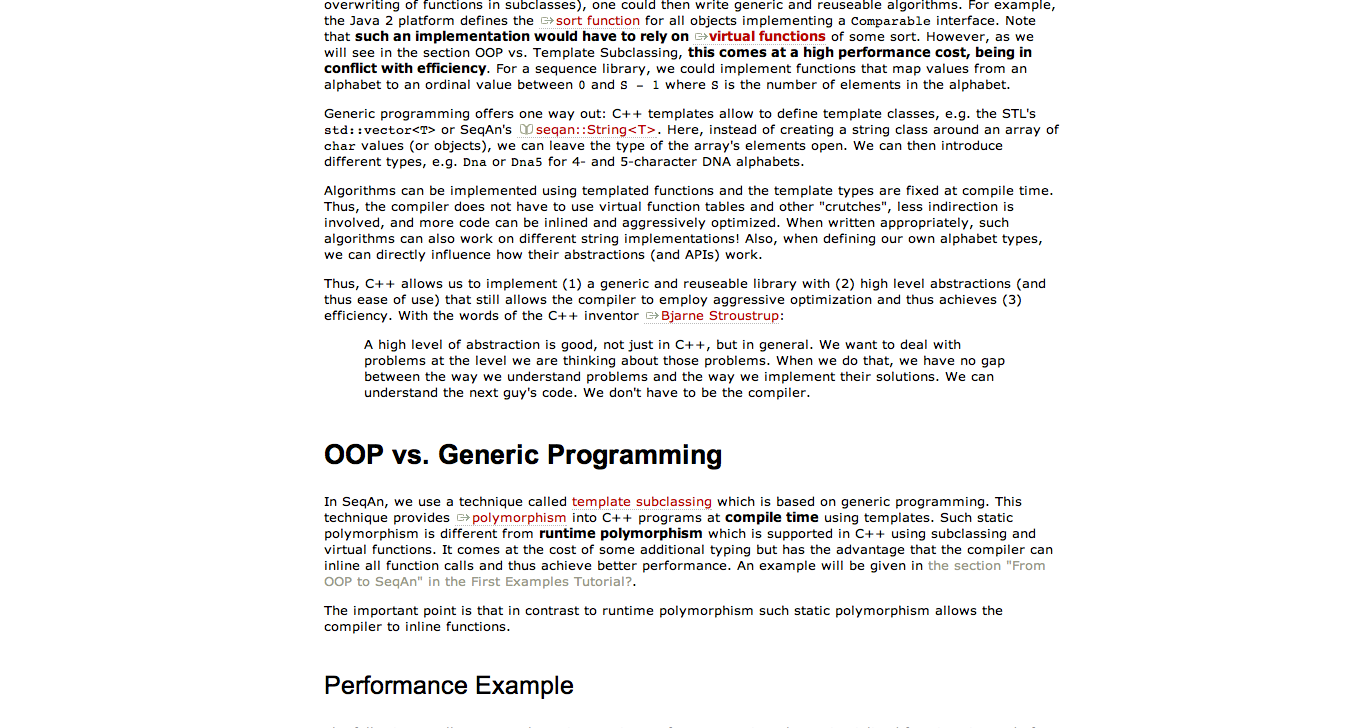 overwriting of functions in subclasses), one could then write generic and reuseable algorithms. For example,
the Java 2 platform defines the sort function for all objects implementing a Comparable interface. Note
that such an implementation would have to rely on virtual functions of some sort. However, as we
will see in the section OOP vs. Template Subclassing, this comes at a high performance cost, being in
conflict with efficiency. For a sequence library, we could implement functions that map values from an
alphabet to an ordinal value between 0 and S - 1 where S is the number of elements in the alphabet.
Generic programming offers one way out: C++ templates allow to define template classes, e.g. the STL's
std::vector<T> or SeqAn's seqan::String<T>. Here, instead of creating a string class around an array of
char values (or objects), we can leave the type of the array's elements open. We can then introduce
different types, e.g. Dna or Dna5 for 4- and 5-character DNA alphabets.
Algorithms can be implemented using templated functions and the template types are fixed at compile time.
Thus, the compiler does not have to use virtual function tables and other "crutches", less indirection is
involved, and more code can be inlined and aggressively optimized. When written appropriately, such
algorithms can also work on different string implementations! Also, when defining our own alphabet types,
we can directly influence how their abstractions (and APIs) work.
Thus, C++ allows us to implement (1) a generic and reuseable library with (2) high level abstractions (and
thus ease of use) that still allows the compiler to employ aggressive optimization and thus achieves (3)
efficiency. With the words of the C++ inventor Bjarne Stroustrup:
A high level of abstraction is good, not just in C++, but in general. We want to deal with
problems at the level we are thinking about those problems. When we do that, we have no gap
between the way we understand problems and the way we implement their solutions. We can
understand the next guy's code. We don't have to be the compiler.
OOP vs. Generic Programming
In SeqAn, we use a technique called template subclassing which is based on generic programming. This
technique provides polymorphism into C++ programs at compile time using templates. Such static
polymorphism is different from runtime polymorphism which is supported in C++ using subclassing and
virtual functions. It comes at the cost of some additional typing but has the advantage that the compiler can
inline all function calls and thus achieve better performance. An example will be given in the section "From
OOP to SeqAn" in the First Examples Tutorial?.
The important point is that in contrast to runtime polymorphism such static polymorphism allows the
compiler to inline functions.
Performance Example